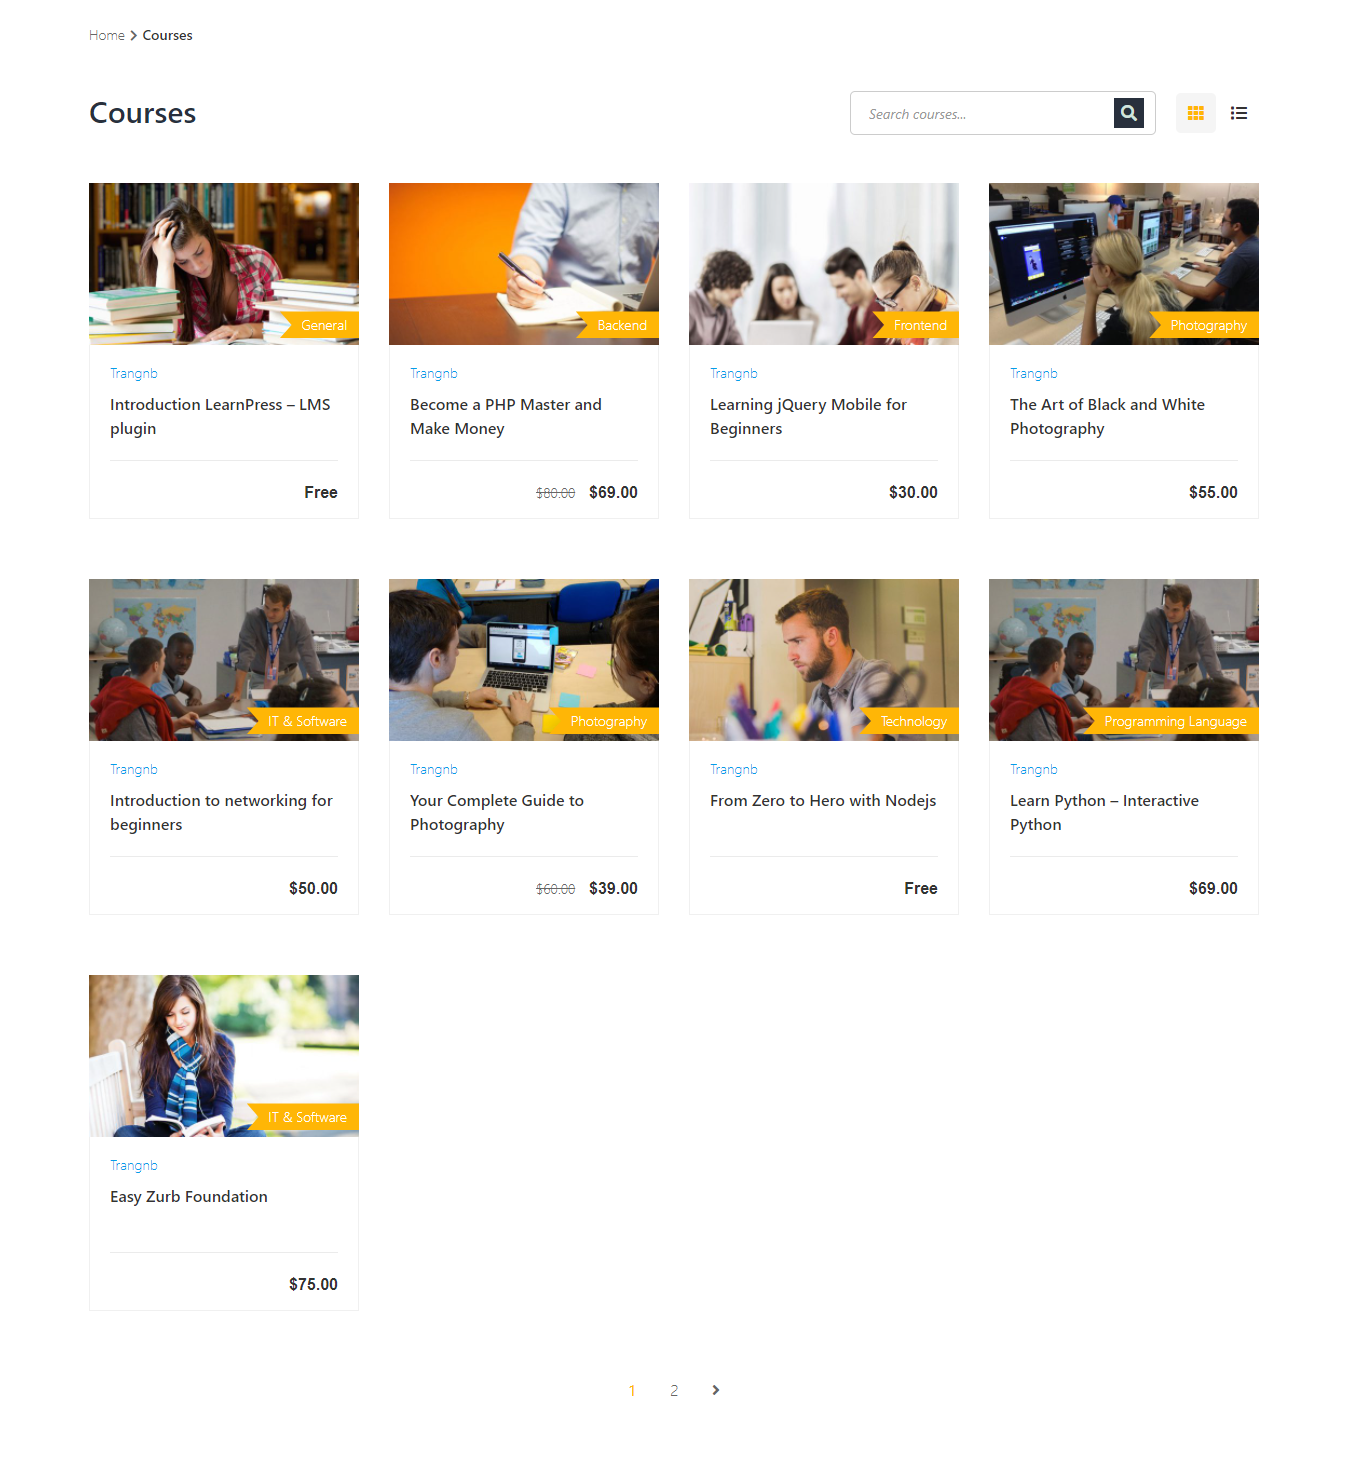 Home Courses
Courses
Search courses...
General
Trangnb
Introduction LearnPress – LMS
plugin
Free
Backend
Trangnb
Become a PHP Master and
Make Money
$80.00 $69.00
Frontend
Trangnb
Learning jQuery Mobile for
Beginners
$30.00
Photography
Trangnb
The Art of Black and White
Photography
$55.00
IT & Software
Trangnb
Introduction to networking for
beginners
$50.00
Photography
Trangnb
Your Complete Guide to
Photography
$60.00 $39.00
Technology
Trangnb
From Zero to Hero with Nodejs
Free
Programming Language
Trangnb
Learn Python – Interactive
Python
$69.00
IT & Software
Trangnb
Easy Zurb Foundation
$75.00
1 2